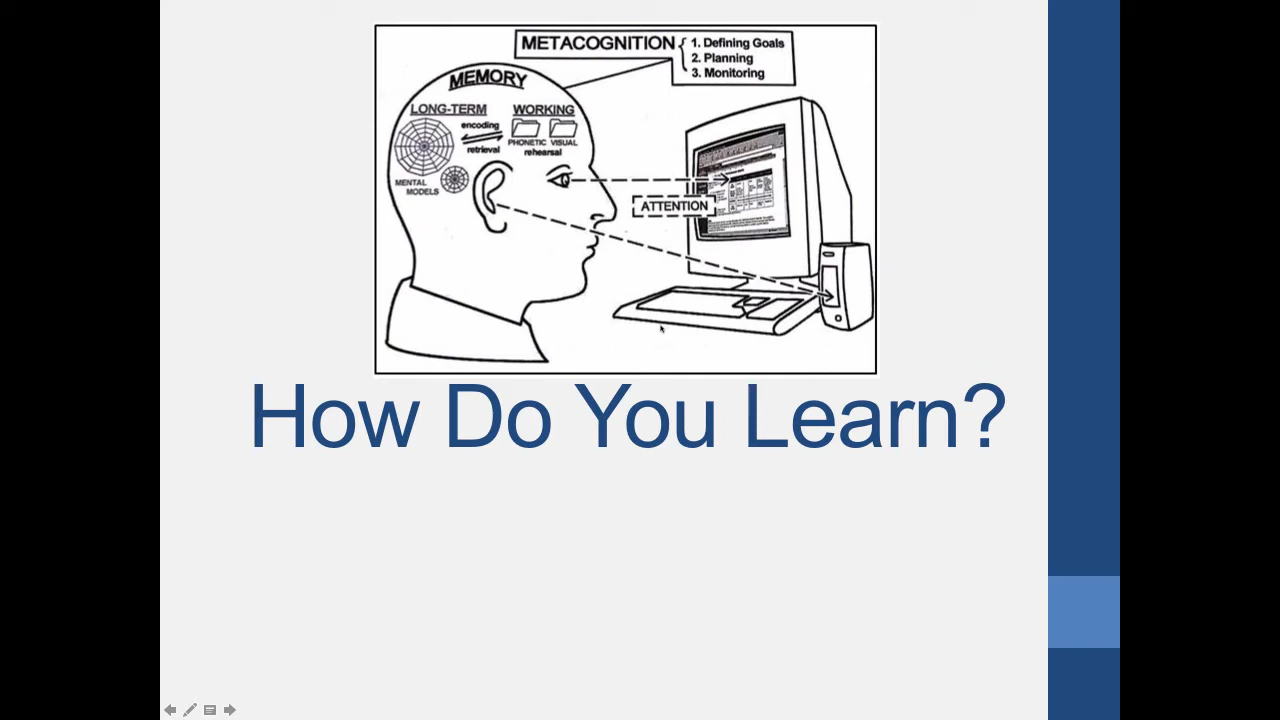 METACOGNITION
1. Defining Goals
2. Planning
3. Monitoring
MEMORY
LONG-TERM
WORKING
encoding
retrieval
PHONETIC VISUAL
rehearsal
MENTAL
MODELS
ATTENTION
How Do You Learn?